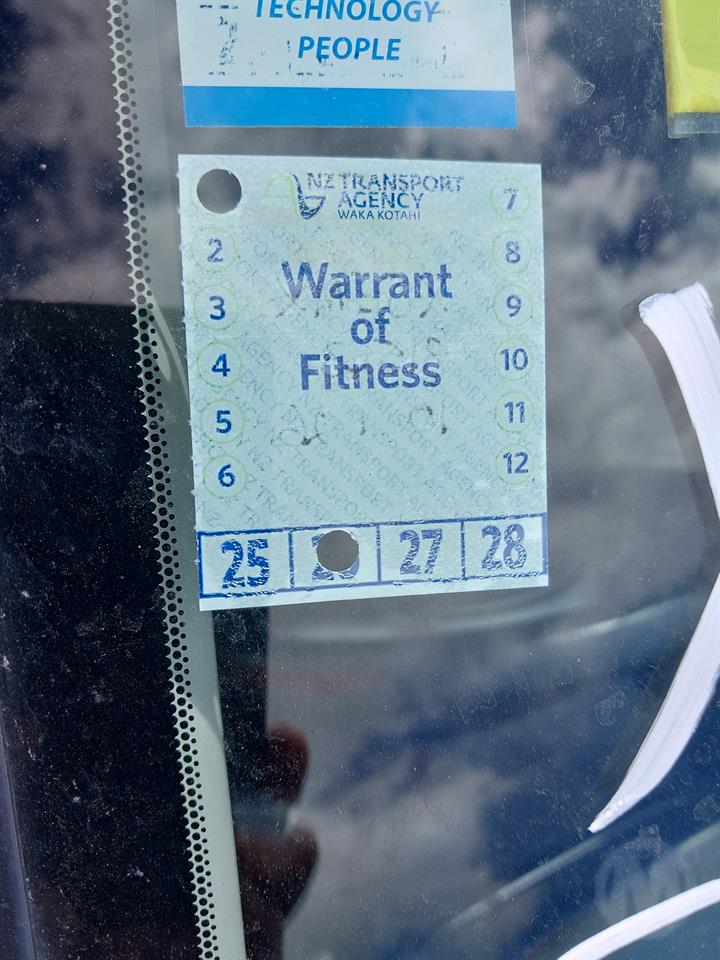 TECHNOLOGY
PEOPLE
NZ TRANSPORT
AGENCY
WAKA KOTAHI
Warrant
of
Fitness
2
3
4
5
6
7
8
9
10
11
12
25 27 28